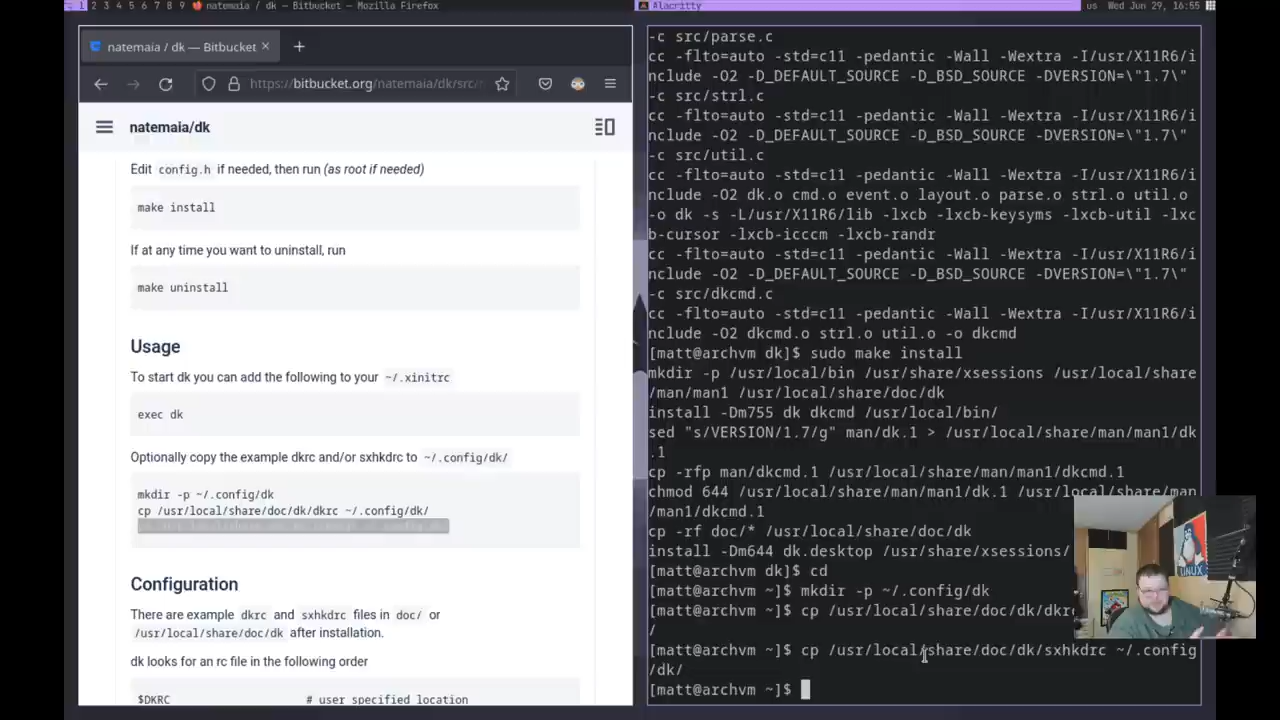 1 2 3 4 5 6 7 8 9 natemaia / dk — Bitbucket — Mozilla Firefox
Alacritty
us Wed Jun 29, 16:55
natemaia / dk — Bitbucket
https://bitbucket.org/natemaia/dk/src/
natemaia/dk
Edit config.h if needed, then run (as root if needed)
make install
If at any time you want to uninstall, run
make uninstall
Usage
To start dk you can add the following to your ~/.xinitrc
exec dk
Optionally copy the example dkrc and/or sxhkdrc to ~/.config/dk/
mkdir -p ~/.config/dk
cp /usr/local/share/doc/dk/dkrc ~/.config/dk/
Configuration
There are example dkrc and sxhkdrc files in doc/ or
/usr/local/share/doc/dk after installation.
dk looks for an rc file in the following order
$DKRC # user specified location
-c src/parse.c
cc -flto=auto -std=c11 -pedantic -Wall -Wextra -I/usr/X11R6/i
nclude -O2 -D_DEFAULT_SOURCE -D_BSD_SOURCE -DVERSION=\"1.7\"
-c src/strl.c
cc -flto=auto -std=c11 -pedantic -Wall -Wextra -I/usr/X11R6/i
nclude -O2 -D_DEFAULT_SOURCE -D_BSD_SOURCE -DVERSION=\"1.7\"
-c src/util.c
cc -flto=auto -std=c11 -pedantic -Wall -Wextra -I/usr/X11R6/i
nclude -O2 dk.o cmd.o event.o layout.o parse.o strl.o util.o
-o dk -s -L/usr/X11R6/lib -lxcb -lxcb-keysyms -lxcb-util -lxc
b-cursor -lxcb-icccm -lxcb-randr
cc -flto=auto -std=c11 -pedantic -Wall -Wextra -I/usr/X11R6/i
nclude -O2 -D_DEFAULT_SOURCE -D_BSD_SOURCE -DVERSION=\"1.7\"
-c src/dkcmd.c
cc -flto=auto -std=c11 -pedantic -Wall -Wextra -I/usr/X11R6/i
nclude -O2 dkcmd.o strl.o util.o -o dkcmd
[matt@archvm dk]$ sudo make install
mkdir -p /usr/local/bin /usr/share/xsessions /usr/local/share
/man/man1 /usr/local/share/doc/dk
install -Dm755 dk dkcmd /usr/local/bin/
sed "s/VERSION/1.7/g" man/dk.1 > /usr/local/share/man/man1/dk
.1
cp -rfp man/dkcmd.1 /usr/local/share/man/man1/dkcmd.1
chmod 644 /usr/local/share/man/man1/dk.1 /usr/local/share/man
/man1/dkcmd.1
cp -rf doc/* /usr/local/share/doc/dk
install -Dm644 dk.desktop /usr/share/xsessions/
[matt@archvm dk]$ cd
[matt@archvm ~]$ mkdir -p ~/.config/dk
[matt@archvm ~]$ cp /usr/local/share/doc/dk/dkr
/
[matt@archvm ~]$ cp /usr/local/share/doc/dk/sxhkdrc ~/.config
/dk/
[matt@archvm ~]$
LINUX